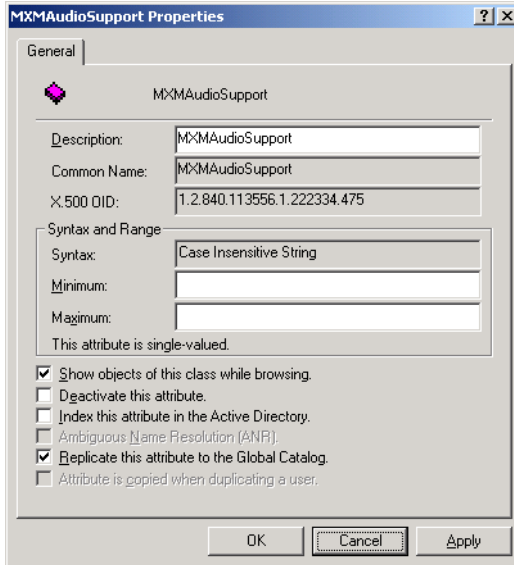 MXMAudioSupport Properties
General
MXMAudioSupport
Description: MXMAudioSupport
Common Name: MXMAudioSupport
X.500 OID: 1.2.840.113556.1.222334.475
Syntax and Range
Syntax: Case Insensitive String
Minimum:
Maximum:
This attribute is single-valued.
Show objects of this class while browsing.
Deactivate this attribute.
Index this attribute in the Active Directory.
Ambiguous Name Resolution (ANR).
Replicate this attribute to the Global Catalog.
Attribute is copied when duplicating a user.
OK Cancel Apply